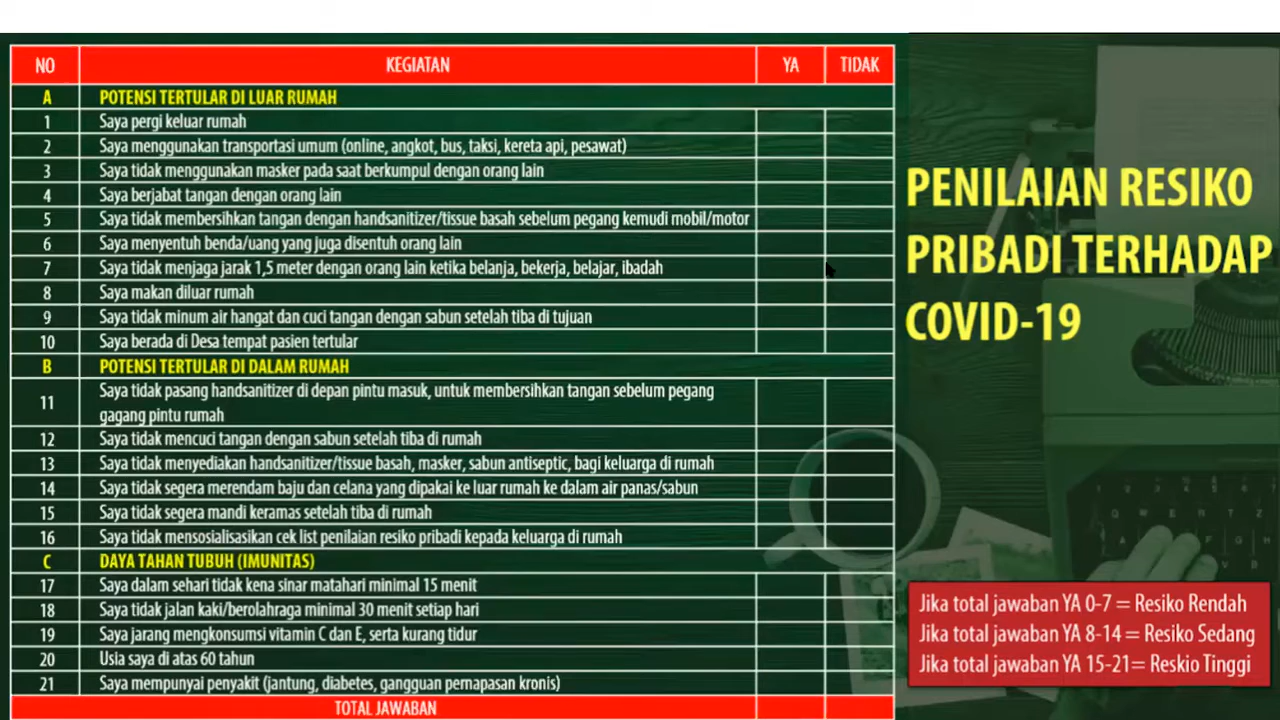 NO KEGIATAN YA TIDAK
A POTENSI TERTULAR DI LUAR RUMAH
1 Saya pergi keluar rumah
2 Saya menggunakan transportasi umum (online, angkot, bus, taksi, kereta api, pesawat)
3 Saya tidak menggunakan masker pada saat berkumpul dengan orang lain
4 Saya berjabat tangan dengan orang lain
5 Saya tidak membersihkan tangan dengan handsanitizer/tissue basah sebelum pegang kemudi mobil/motor
6 Saya menyentuh benda/uang yang juga disentuh orang lain
7 Saya tidak menjaga jarak 1,5 meter dengan orang lain ketika belanja, bekerja, belajar, ibadah
8 Saya makan diluar rumah
9 Saya tidak minum air hangat dan cuci tangan dengan sabun setelah tiba di tujuan
10 Saya berada di Desa tempat pasien tertular
B POTENSI TERTULAR DI DALAM RUMAH
11 Saya tidak pasang handsanitizer di depan pintu masuk, untuk membersihkan tangan sebelum pegang
gagang pintu rumah
12 Saya tidak mencuci tangan dengan sabun setelah tiba di rumah
13 Saya tidak menyediakan handsanitizer/tissue basah, masker, sabun antiseptic, bagi keluarga di rumah
14 Saya tidak segera merendam baju dan celana yang dipakai ke luar rumah ke dalam air panas/sabun
15 Saya tidak segera mandi keramas setelah tiba di rumah
16 Saya tidak mensosialisasikan cek list penilaian resiko pribadi kepada keluarga di rumah
C DAYA TAHAN TUBUH (IMUNITAS)
17 Saya dalam sehari tidak kena sinar matahari minimal 15 menit
18 Saya tidak jalan kaki/berolahraga minimal 30 menit setiap hari
19 Saya jarang mengkonsumsi vitamin C dan E, serta kurang tidur
20 Usia saya di atas 60 tahun
21 Saya mempunyai penyakit (jantung, diabetes, gangguan pernapasan kronis)
TOTAL JAWABAN
PENILAIAN RESIKO
PRIBADI TERHADAP
COVID-19
Jika total jawaban YA 0-7 = Resiko Rendah
Jika total jawaban YA 8-14 = Resiko Sedang
Jika total jawaban YA 15-21= Reskio Tinggi